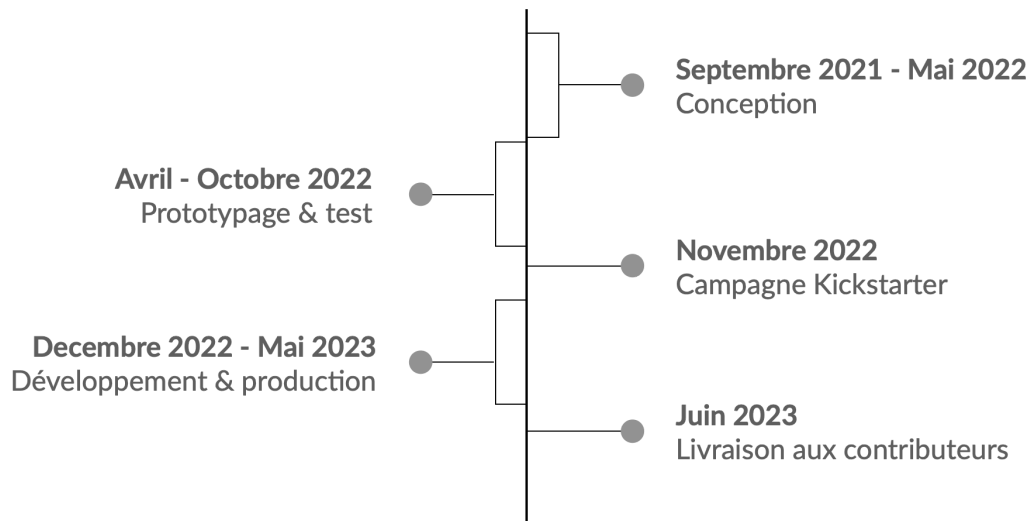 Septembre 2021 - Mai 2022
Conception
Avril - Octobre 2022
Prototypage & test
Novembre 2022
Campagne Kickstarter
Decembre 2022 - Mai 2023
Développement & production
Juin 2023
Livraison aux contributeurs